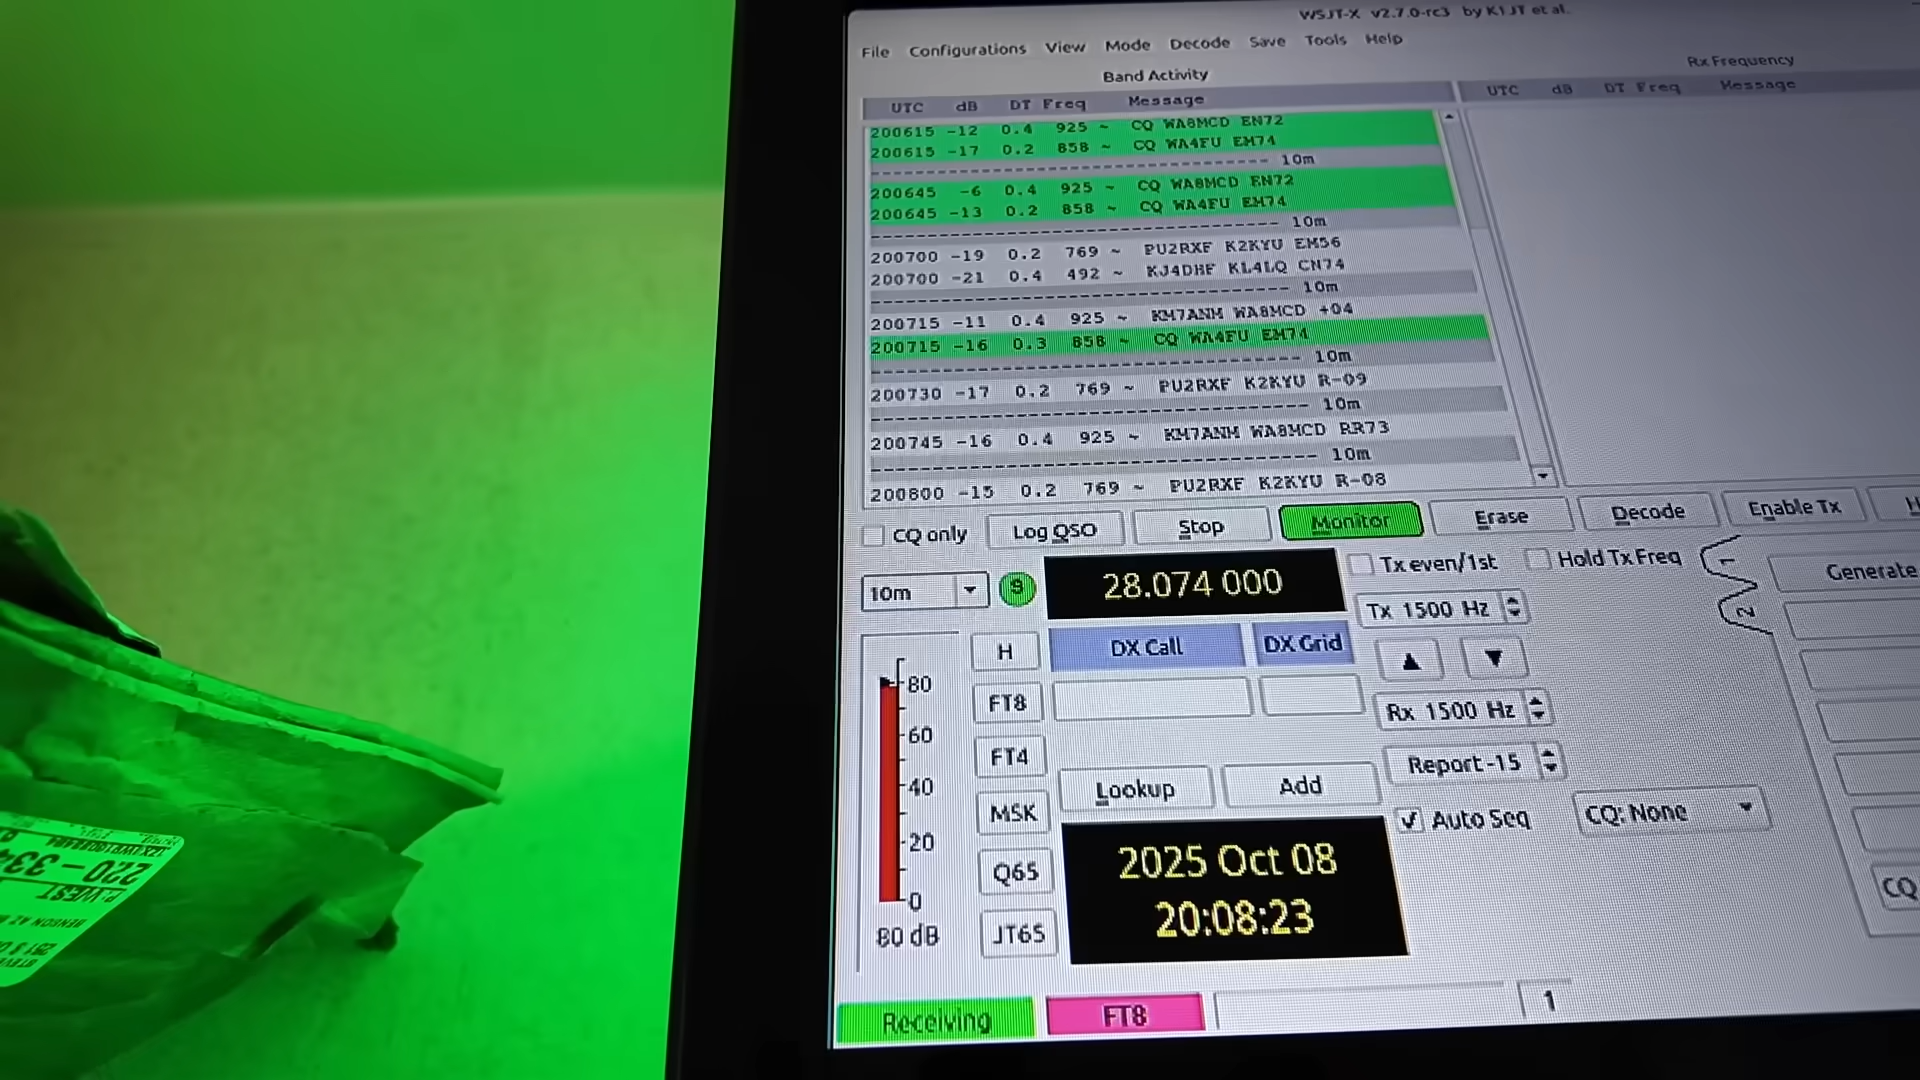 WSJT-X v2.7.0-rc3 by K1JT et al.
File Configurations View Mode Decode Save Tools Help
Band Activity
UTC dB DT Freq Message
200615 -12 0.4 925 ~ CQ WA8MCD EN72
200615 -17 0.2 858 ~ CQ WA4FU EM74
------------------------------------ 10m
200645 -6 0.4 925 ~ CQ WA8MCD EN72
200645 -13 0.2 858 ~ CQ WA4FU EM74
------------------------------------ 10m
200700 -19 0.2 769 ~ PU2RXF K2KYU EM56
200700 -21 0.4 492 ~ KJ4DHF KL4LQ CN74
------------------------------------ 10m
200715 -11 0.4 925 ~ KM7ANM WA8MCD +04
200715 -16 0.3 858 ~ CQ WA4FU EM74
------------------------------------ 10m
200730 -17 0.2 769 ~ PU2RXF K2KYU R-09
------------------------------------ 10m
200745 -16 0.4 925 ~ KM7ANM WA8MCD RR73
------------------------------------ 10m
200800 -15 0.2 769 ~ PU2RXF K2KYU R-08
Rx Frequency
UTC dB DT Freq Message
CQ only Log QSO Stop Monitor Erase Decode Enable Tx H
10m S 28.074 000 Tx even/1st Hold Tx Freq 1 Generate
Tx 1500 Hz 2
H DX Call DX Grid
80 FT8 Rx 1500 Hz
60 FT4 Report -15
40 MSK Lookup Add Auto Seq CQ: None
20 Q65 2025 Oct 08 CQ
0 JT65 20:08:23
80 dB
Receiving FT8 1
220-334
P.WEST
BENSON AZ